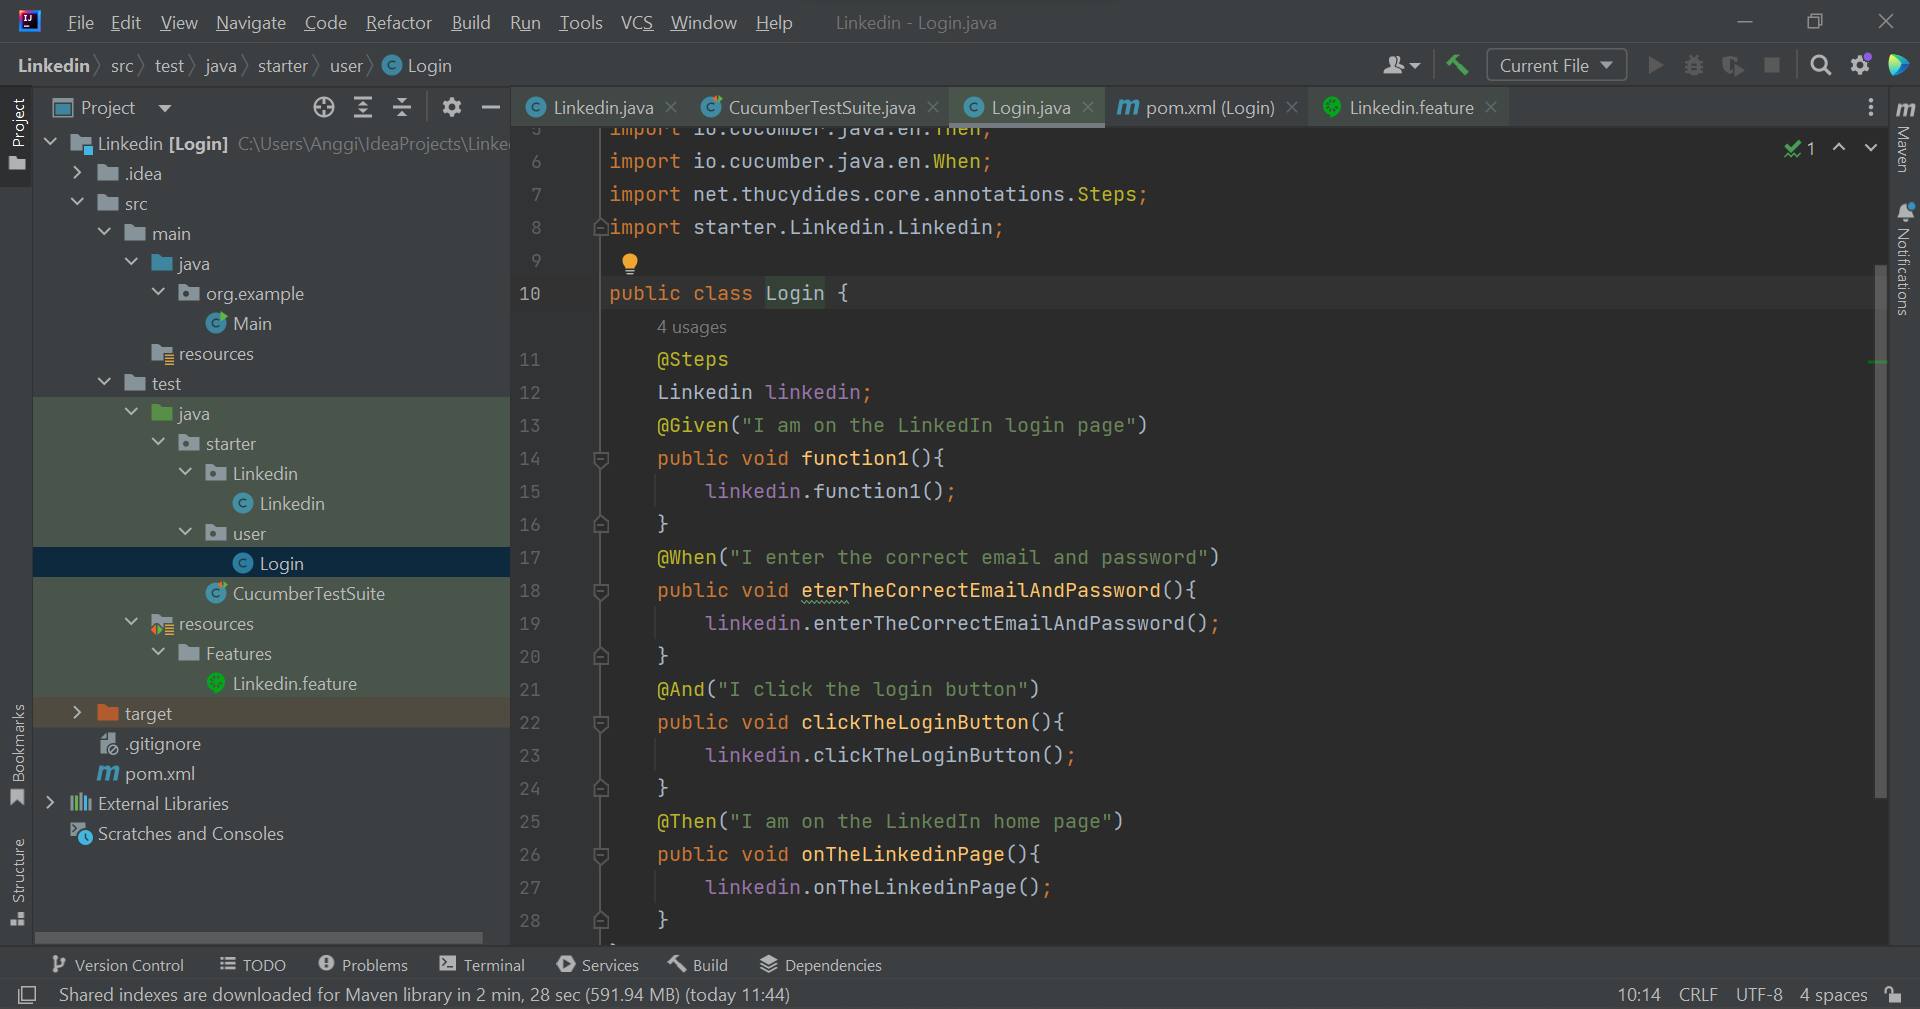 File Edit View Navigate Code Refactor Build Run Tools VCS Window Help Linkedin - Login.java
Linkedin src test java starter user Login Current File
Project
Linkedin.java CucumberTestSuite.java Login.java pom.xml (Login) Linkedin.feature
Project
Linkedin [Login] C:\Users\Anggi\IdeaProjects\Linke
.idea
src
main
java
org.example
Main
resources
test
java
starter
Linkedin
Linkedin
user
Login
CucumberTestSuite
resources
Features
Linkedin.feature
target
.gitignore
pom.xml
External Libraries
Scratches and Consoles
Bookmarks
Structure
5 import io.cucumber.java.en.Then;
6 import io.cucumber.java.en.When;
7 import net.thucydides.core.annotations.Steps;
8 import starter.Linkedin.Linkedin;
9
10 public class Login {
4 usages
11 @Steps
12 Linkedin linkedin;
13 @Given("I am on the LinkedIn login page")
14 public void function1(){
15 linkedin.function1();
16 }
17 @When("I enter the correct email and password")
18 public void eterTheCorrectEmailAndPassword(){
19 linkedin.enterTheCorrectEmailAndPassword();
20 }
21 @And("I click the login button")
22 public void clickTheLoginButton(){
23 linkedin.clickTheLoginButton();
24 }
25 @Then("I am on the LinkedIn home page")
26 public void onTheLinkedinPage(){
27 linkedin.onTheLinkedinPage();
28 }
1
Maven
Notifications
Version Control TODO Problems Terminal Services Build Dependencies
Shared indexes are downloaded for Maven library in 2 min, 28 sec (591.94 MB) (today 11:44) 10:14 CRLF UTF-8 4 spaces